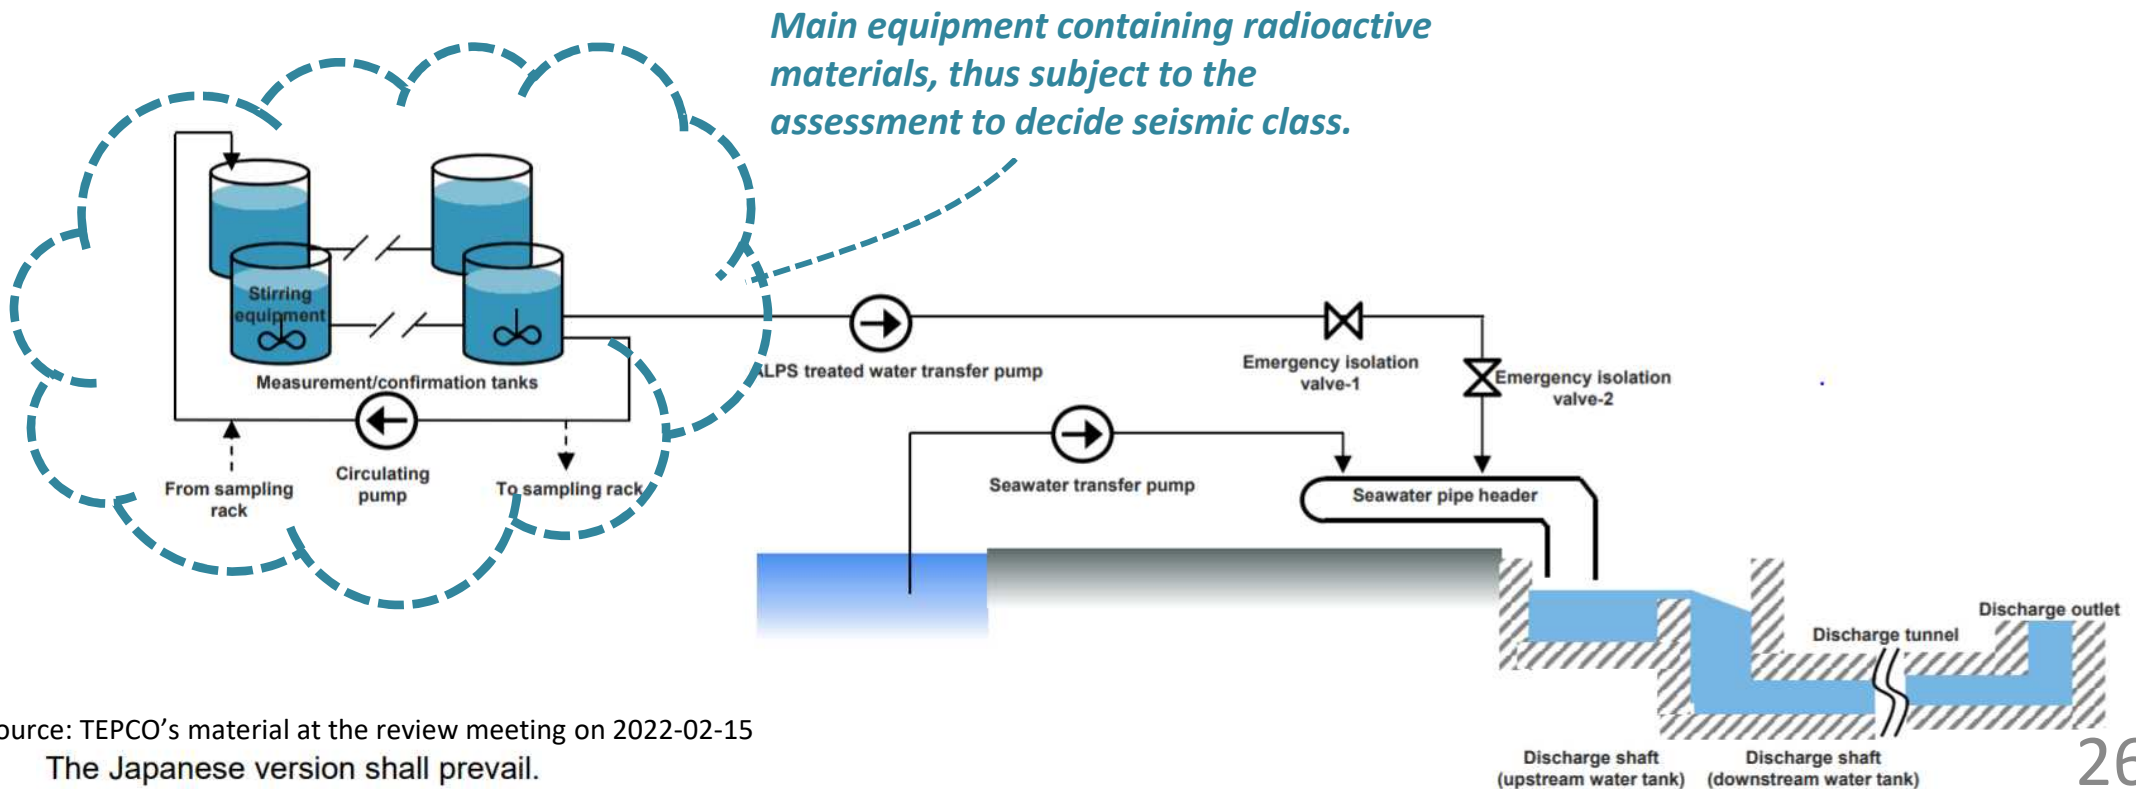 Main equipment containing radioactive
materials, thus subject to the
assessment to decide seismic class.
Stirring
equipment
Measurement/confirmation tanks
ALPS treated water transfer pump
Emergency isolation
valve-1
Emergency isolation
valve-2
From sampling
rack
Circulating
pump
To sampling rack
Seawater transfer pump
Seawater pipe header
Discharge outlet
Discharge tunnel
Discharge shaft
(upstream water tank)
Discharge shaft
(downstream water tank)
ource: TEPCO’s material at the review meeting on 2022-02-15
The Japanese version shall prevail.
26